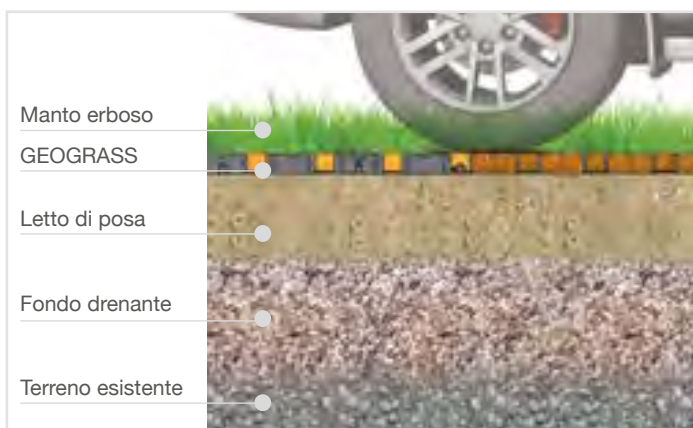 Manto erboso
GEOGRASS
Letto di posa
Fondo drenante
Terreno esistente